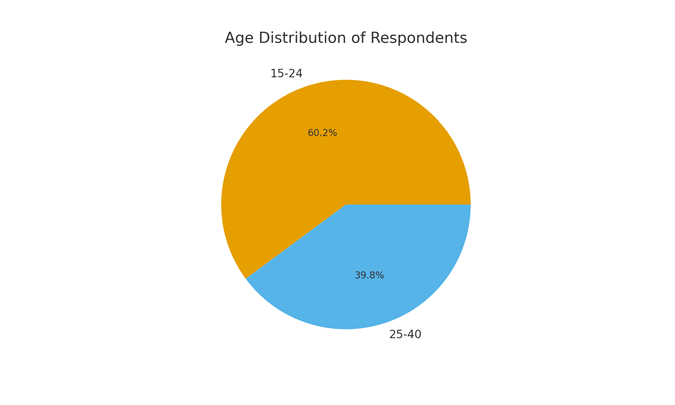 Age Distribution of Respondents
15-24
60.2%
39.8%
25-40